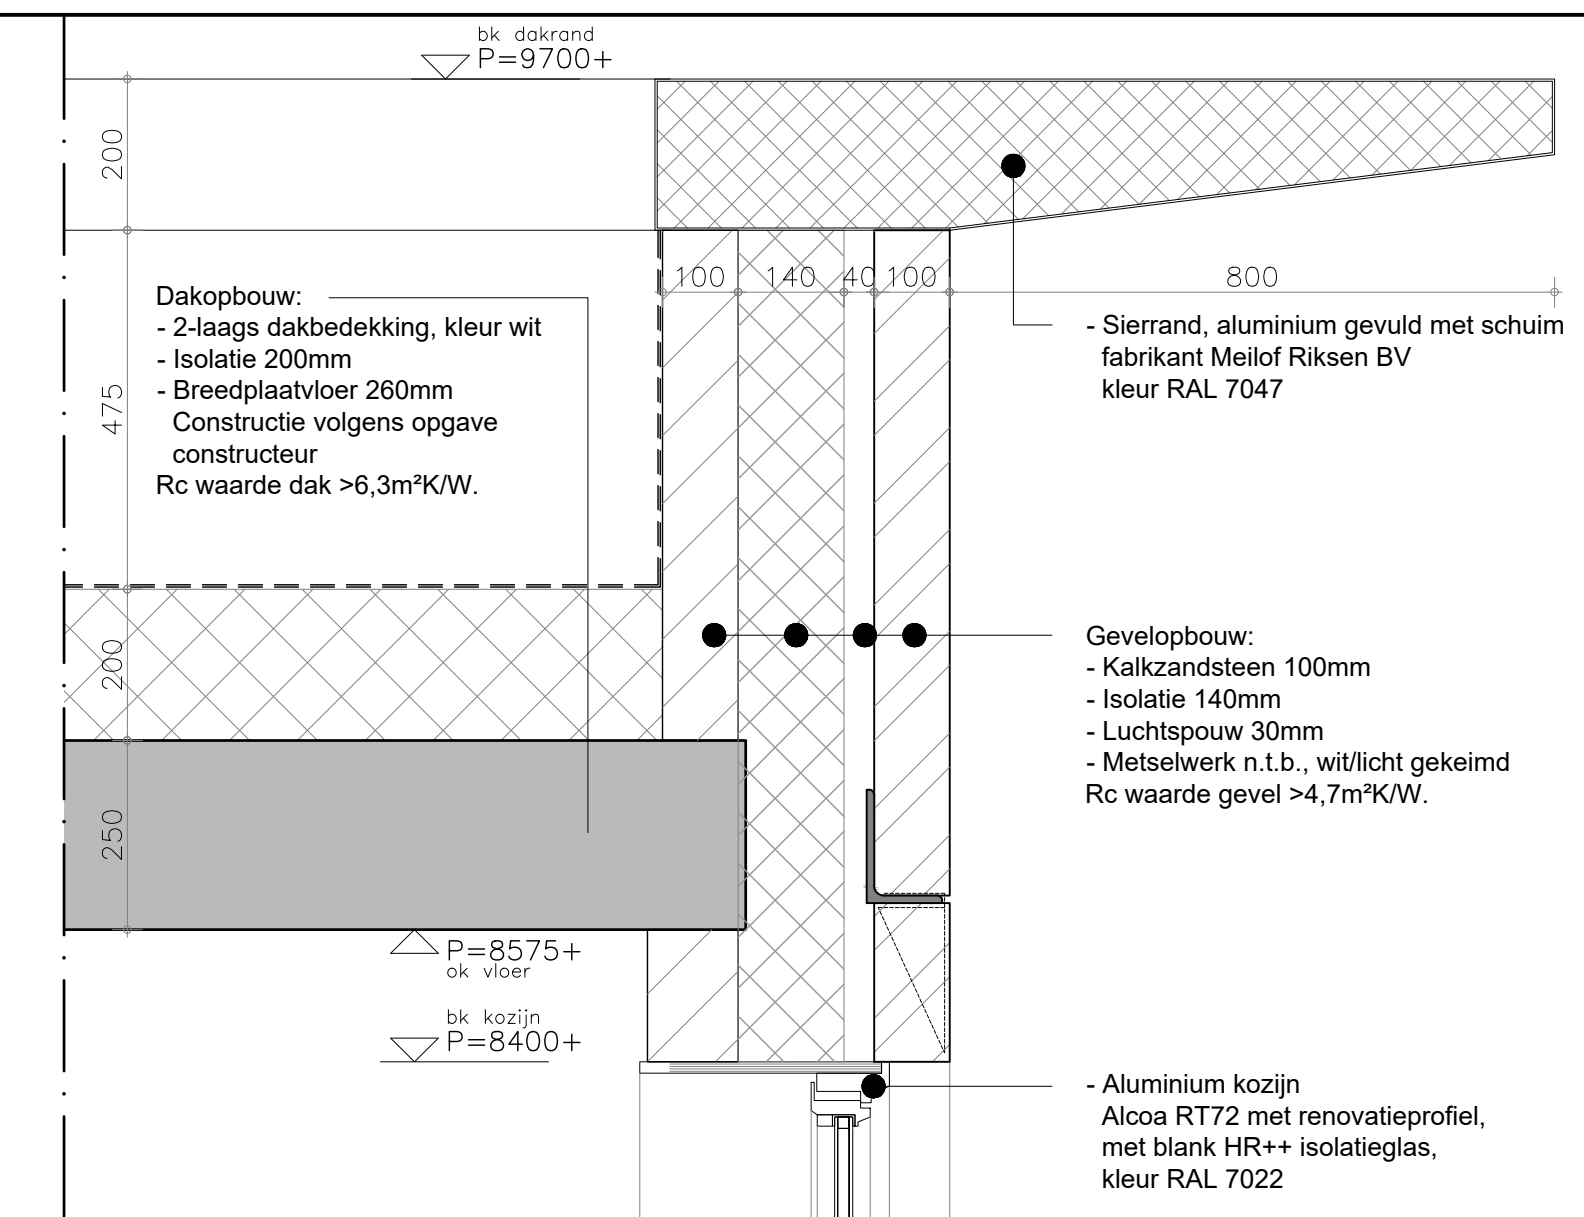 bk dakrand
P=9700+
200
100 140 40 100 800
Dakopbouw:
- 2-laags dakbedekking, kleur wit
- Isolatie 200mm
- Breedplaatvloer 260mm
Constructie volgens opgave
constructeur
Rc waarde dak >6,3m²K/W.
- Sierrand, aluminium gevuld met schuim
fabrikant Meilof Riksen BV
kleur RAL 7047
475
200
Gevelopbouw:
- Kalkzandsteen 100mm
- Isolatie 140mm
- Luchtspouw 30mm
- Metselwerk n.t.b., wit/licht gekeimd
Rc waarde gevel >4,7m²K/W.
250
P=8575+
ok vloer
bk kozijn
P=8400+
- Aluminium kozijn
Alcoa RT72 met renovatieprofiel,
met blank HR++ isolatieglas,
kleur RAL 7022